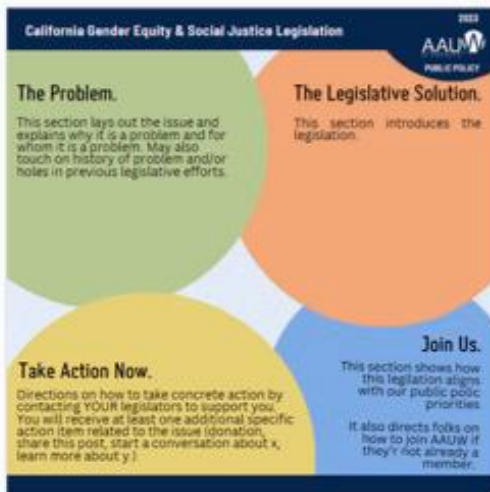 California Gender Equity & Social Justice Legislation
2023
AAUW
PUBLIC POLICY
The Problem.
This section lays out the issue and
explains why it is a problem and for
whom it is a problem. May also
touch on history of problem and/or
holes in previous legislative efforts.
The Legislative Solution.
This section introduces the
legislation.
Take Action Now.
Directions on how to take concrete action by
contacting YOUR legislators to support you.
You will receive at least one additional specific
action item related to the issue (donation,
share this post, start a conversation about x,
learn more about y.)
Join Us.
This section shows how
this legilation aligns
with our public polic
priorities
It also directs folks on
how to join AAUW if
they'r not already a
member.